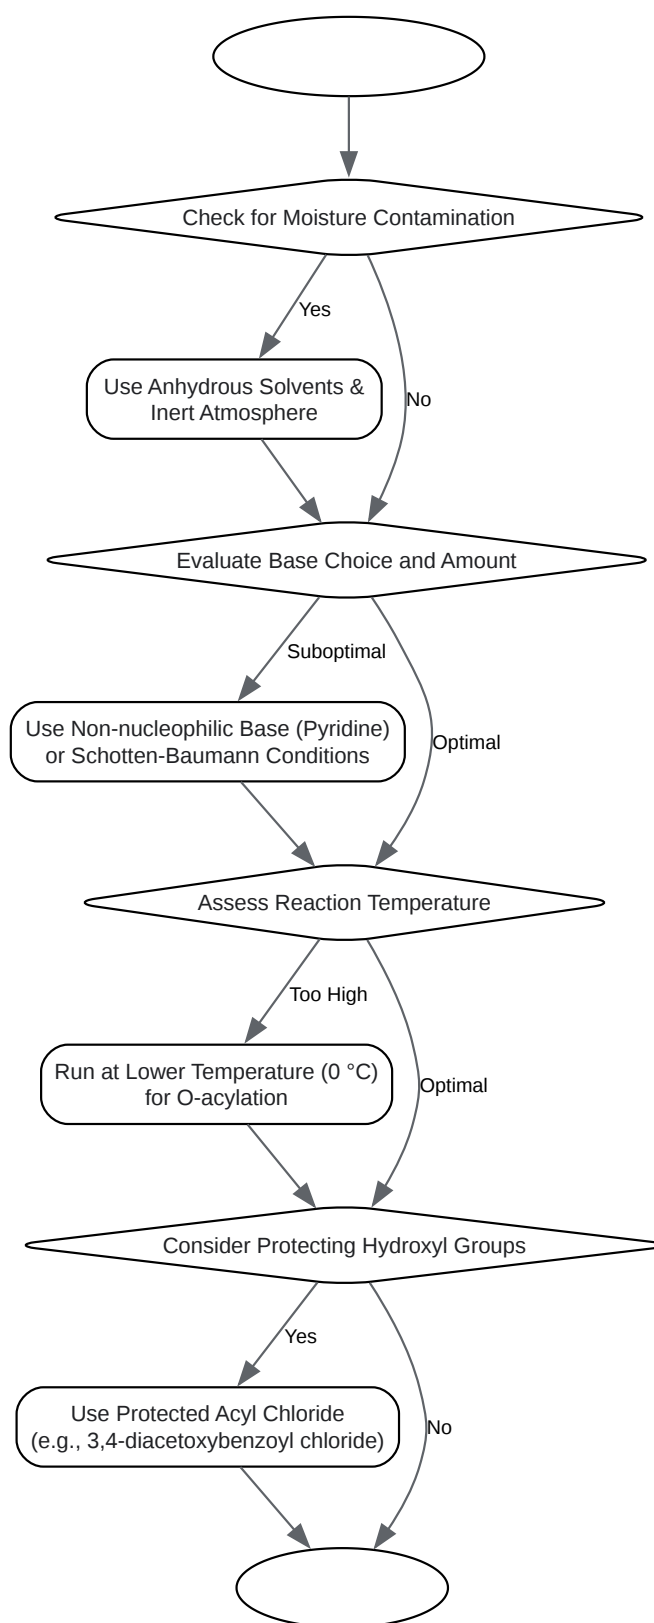 Check for Moisture Contamination
Yes
Use Anhydrous Solvents &
Inert Atmosphere
No
Evaluate Base Choice and Amount
Suboptimal
Use Non-nucleophilic Base (Pyridine)
or Schotten-Baumann Conditions
Optimal
Assess Reaction Temperature
Too High
Run at Lower Temperature (0 °C)
for O-acylation
Optimal
Consider Protecting Hydroxyl Groups
Yes
Use Protected Acyl Chloride
(e.g., 3,4-diacetoxybenzoyl chloride)
No